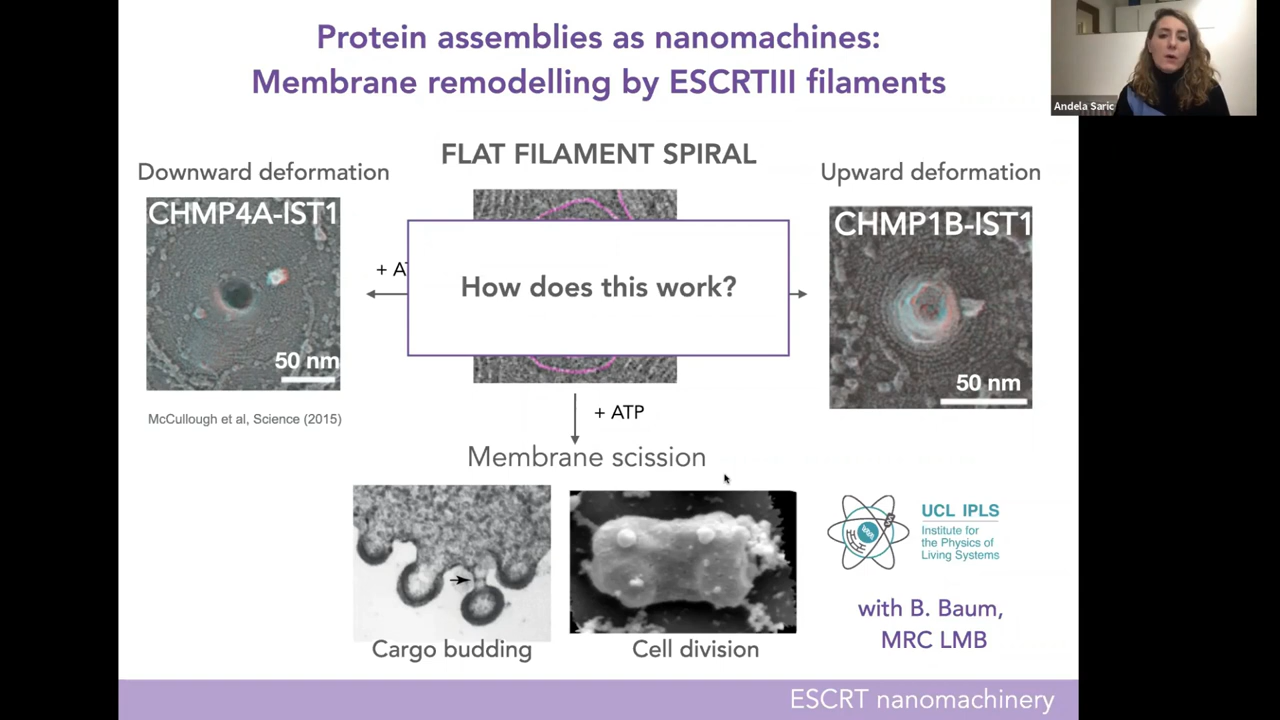 Protein assemblies as nanomachines:
Membrane remodelling by ESCRTIII filaments
Andela Saric
FLAT FILAMENT SPIRAL
Downward deformation
Upward deformation
CHMP4A-IST1
CHMP1B-IST1
+ AT
How does this work?
50 nm
50 nm
McCullough et al, Science (2015)
+ ATP
Membrane scission
UCL IPLS
Institute for
the Physics of
Living Systems
with B. Baum,
MRC LMB
Cargo budding
Cell division
ESCRT nanomachinery